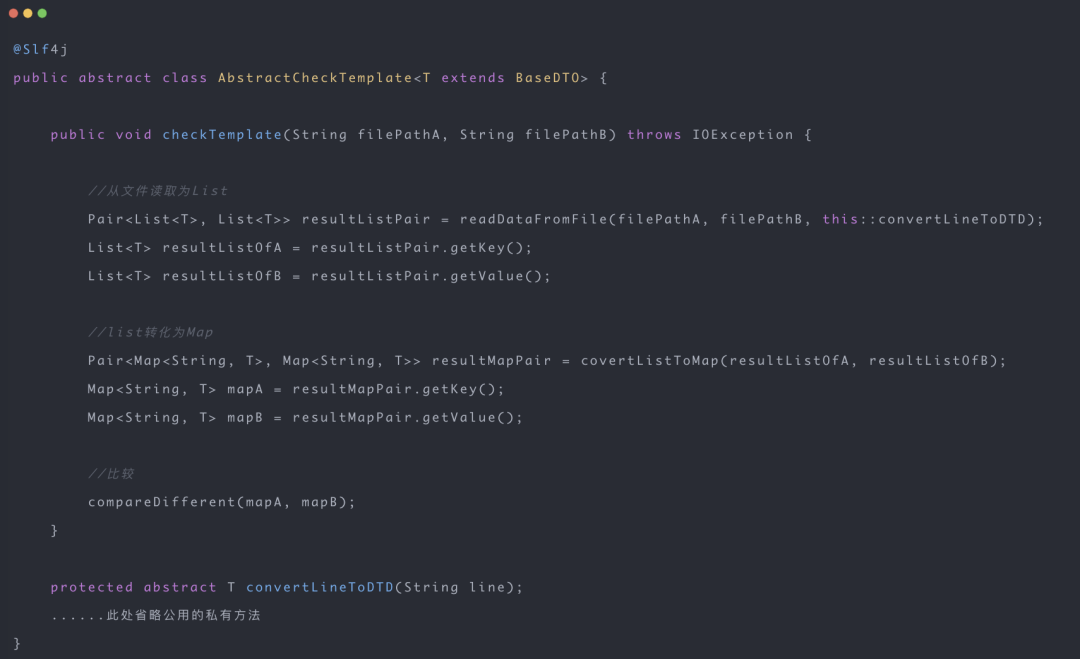 @Slf4j
public abstract class AbstractCheckTemplate<T extends BaseDTO> {
public void checkTemplate(String filePathA, String filePathB) throws IOException {
//从文件读取为List
Pair<List<T>, List<T>> resultListPair = readDataFromFile(filePathA, filePathB, this::convertLineToDTD);
List<T> resultListOfA = resultListPair.getKey();
List<T> resultListOfB = resultListPair.getValue();
//list转化为Map
Pair<Map<String, T>, Map<String, T>> resultMapPair = covertListToMap(resultListOfA, resultListOfB);
Map<String, T> mapA = resultMapPair.getKey();
Map<String, T> mapB = resultMapPair.getValue();
//比较
compareDifferent(mapA, mapB);
}
protected abstract T convertLineToDTD(String line);
......此处省略公用的私有方法
}